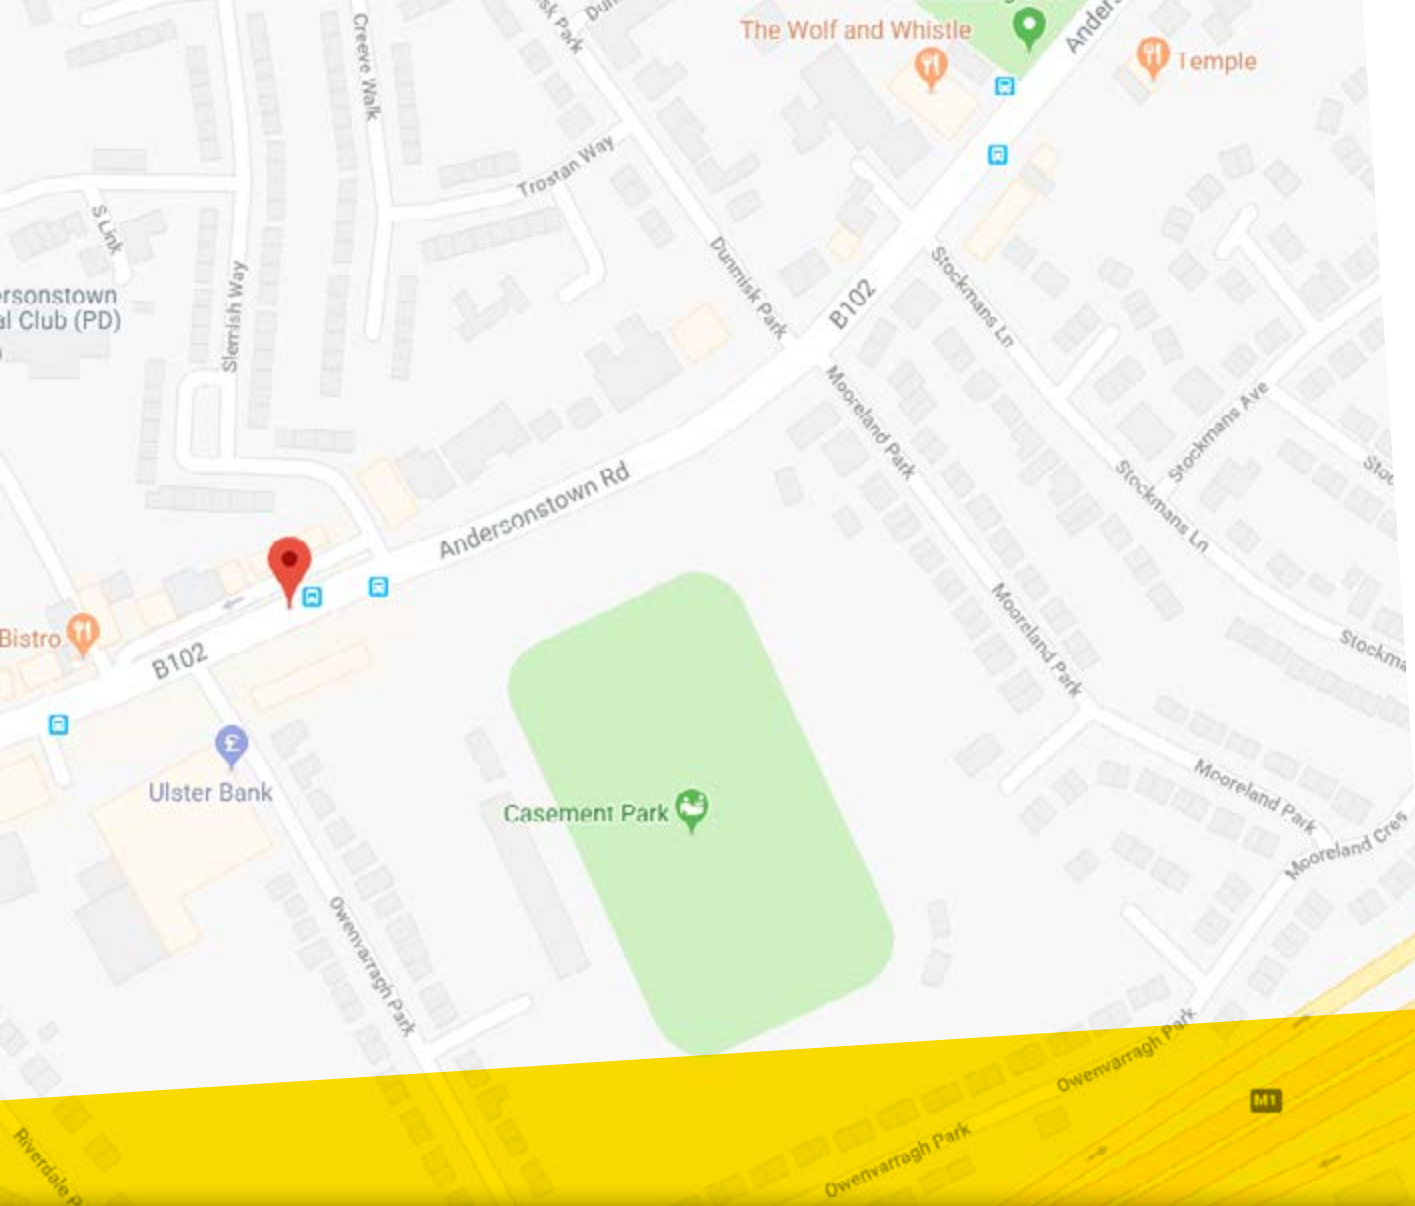 The Wolf and Whistle
Temple
Creeve Walk
Trostan Way
S Link
Slemish Way
al Club (PD)
Dunmisk Park
B102
Stockmans Ln
Mooreland Park
Stockmans Ave
Andersonstown Rd
Stockmans Ln
Mooreland Park
Bistro
B102
Ulster Bank
Casement Park
Mooreland Park
Mooreland Cres
Owenvarragh Park
Owenvarragh Park
M1
Owenvarragh Park
Riverdale